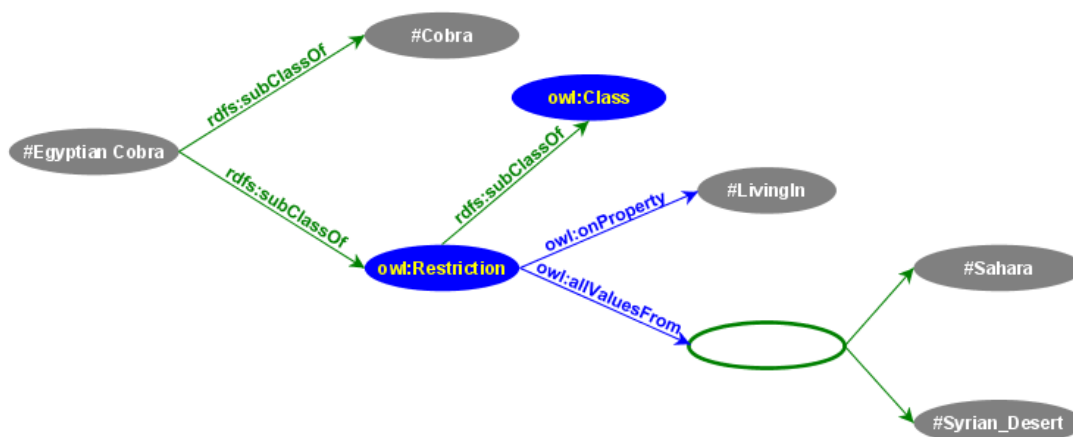 #Cobra
rdfs:subClassOf
owl:Class
#Egyptian Cobra
rdfs:subClassOf
rdfs:subClassOf
#LivingIn
owl:onProperty
owl:Restriction
owl:allValuesFrom
#Sahara
#Syrian_Desert